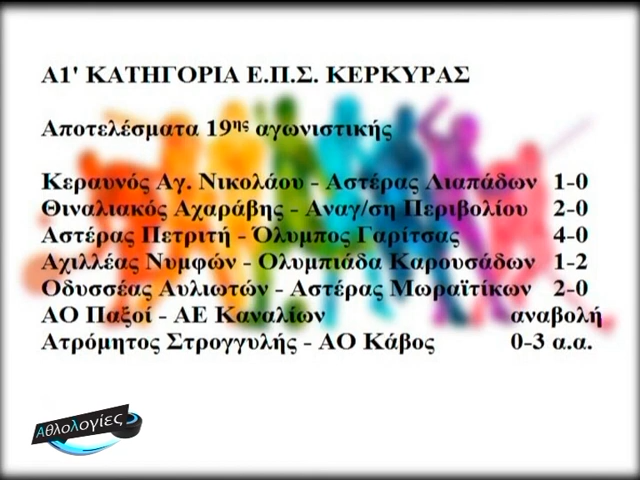 Α1' ΚΑΤΗΓΟΡΙΑ Ε.Π.Σ. ΚΕΡΚΥΡΑΣ
Αποτελέσματα 19ης αγωνιστικής
Κεραυνός Αγ. Νικολάου - Αστέρας Λιαπάδων 1-0
Θιναλιακός Αχαράβης - Αναγ/ση Περιβολίου 2-0
Αστέρας Πετριτή - Όλυμπος Γαρίτσας 4-0
Αχιλλέας Νυμφών - Ολυμπιάδα Καρουσάδων 1-2
Οδυσσέας Αυλιωτών - Αστέρας Μωραϊτίκων 2-0
ΑΟ Παξοί - ΑΕ Καναλίων αναβολή
Ατρόμητος Στρογγυλής - ΑΟ Κάβος 0-3 α.α.
Αθλολογίες